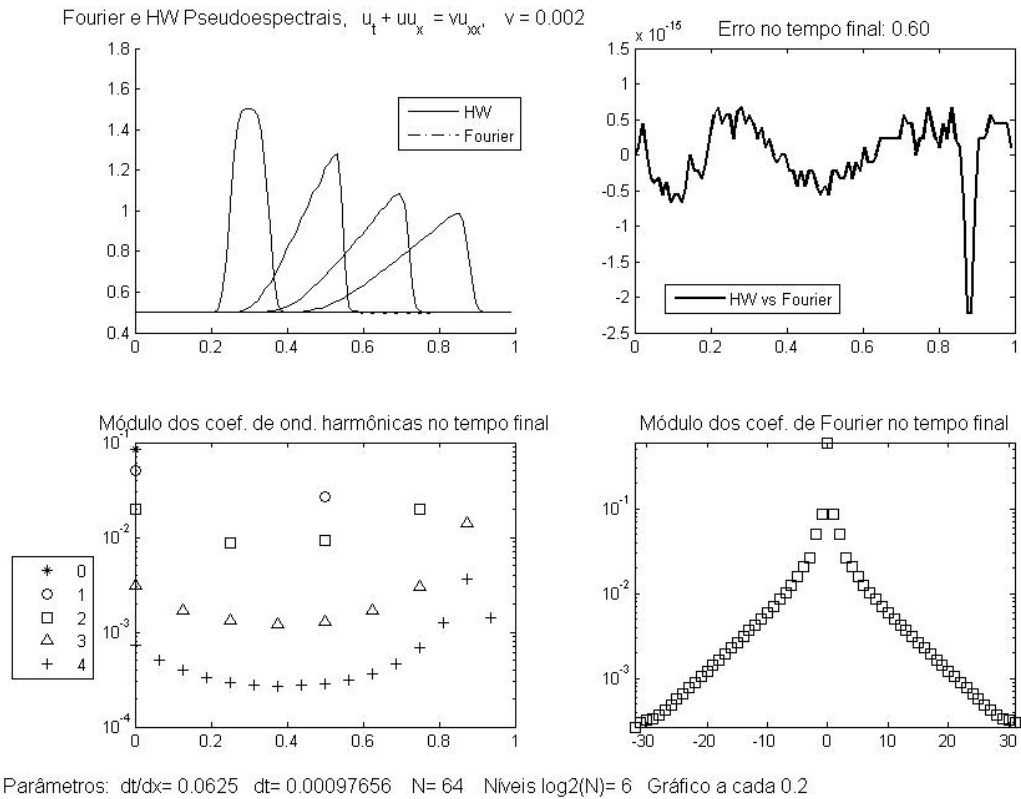 Fourier e HW Pseudoespectrais, u_t + uu_x = vu_xx, v = 0.002
1.8
1.6
1.4
1.2
1
0.8
0.6
0.4
0 0.2 0.4 0.6 0.8 1
HW
Fourier
Erro no tempo final: 0.60
x 10^-15
1.5
1
0.5
0
-0.5
-1
-1.5
-2
-2.5
0 0.2 0.4 0.6 0.8 1
HW vs Fourier
Módulo dos coef. de ond. harmônicas no tempo final
10^-1
10^-2
10^-3
10^-4
0 0.2 0.4 0.6 0.8 1
0
1
2
3
4
Módulo dos coef. de Fourier no tempo final
10^-1
10^-2
10^-3
-30 -20 -10 0 10 20 30
Parâmetros: dt/dx= 0.0625 dt= 0.00097656 N= 64 Níveis log2(N)= 6 Gráfico a cada 0.2